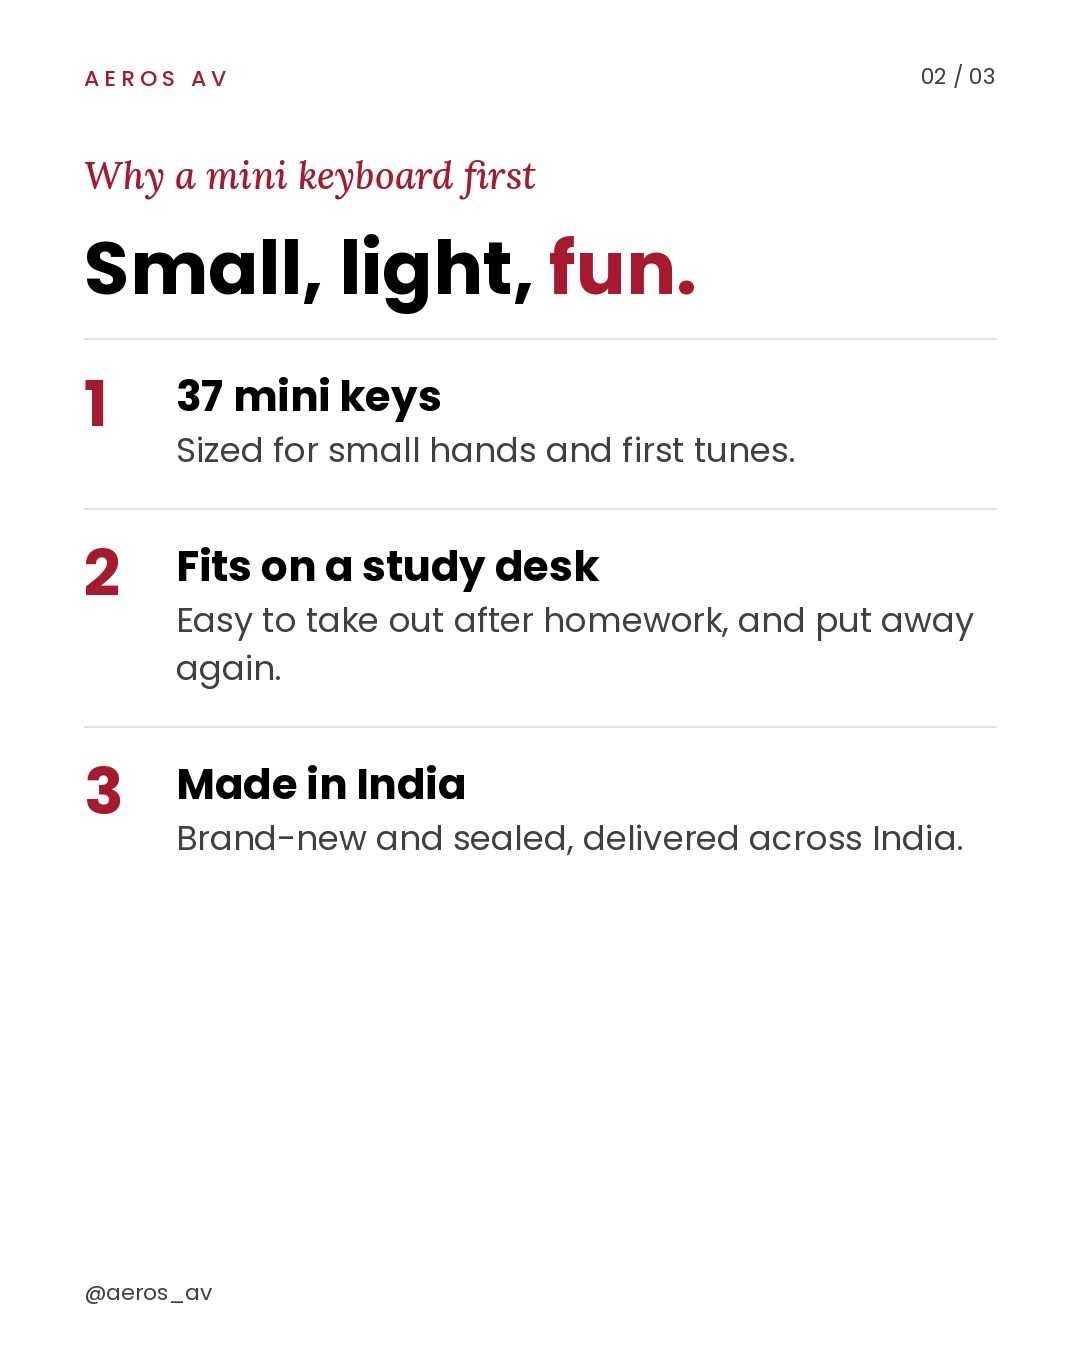 AEROS AV
02 / 03
Why a mini keyboard first
Small, light, fun.
1
37 mini keys
Sized for small hands and first tunes.
2
Fits on a study desk
Easy to take out after homework, and put away
again.
3
Made in India
Brand-new and sealed, delivered across India.
@aeros_av